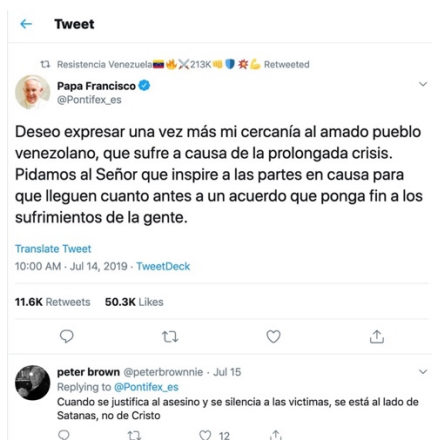 Tweet
Resistencia Venezuela🇻🇪🔥⚔213K👊🛡💥💪 Retweeted
Papa Francisco
@Pontifex_es
Deseo expresar una vez más mi cercanía al amado pueblo
venezolano, que sufre a causa de la prolongada crisis.
Pidamos al Señor que inspire a las partes en causa para
que lleguen cuanto antes a un acuerdo que ponga fin a los
sufrimientos de la gente.
Translate Tweet
10:00 AM · Jul 14, 2019 · TweetDeck
11.6K Retweets 50.3K Likes
peter brown @peterbrownnie · Jul 15
Replying to @Pontifex_es
Cuando se justifica al asesino y se silencia a las victimas, se está al lado de
Satanas, no de Cristo
12